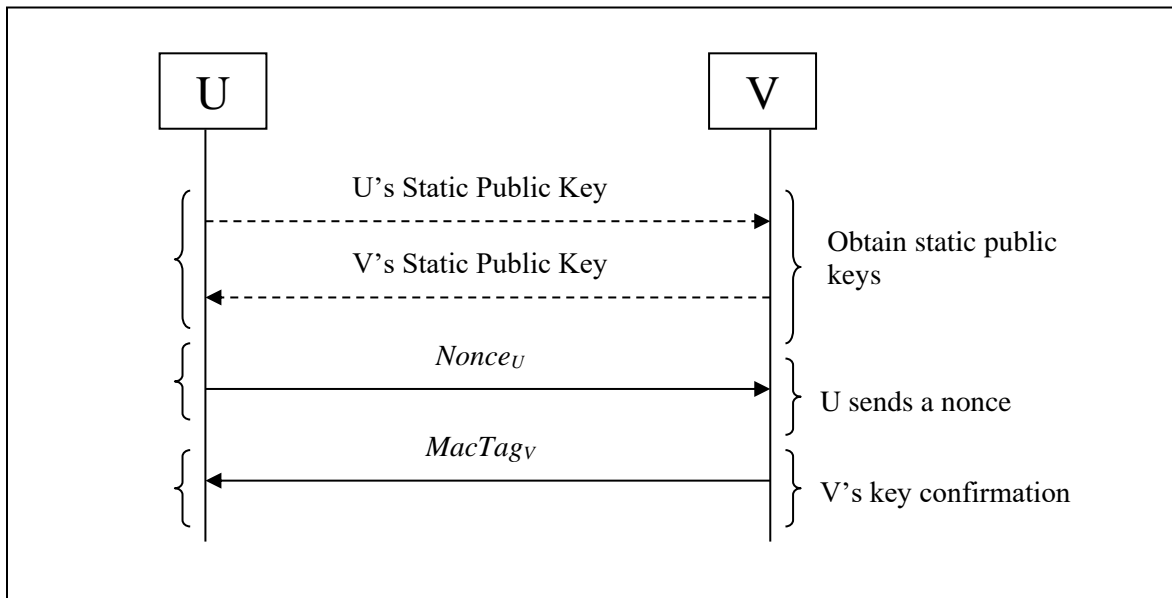 U
V
U’s Static Public Key
V’s Static Public Key
Obtain static public
keys
NonceU
U sends a nonce
MacTagV
V’s key confirmation